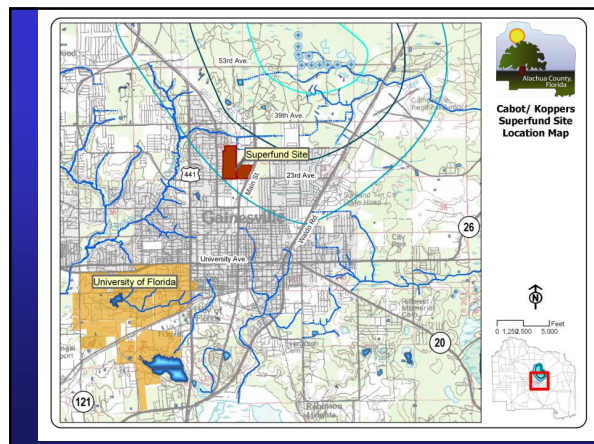 53rd Ave.
39th Ave.
Superfund Site
441
Main St.
23rd Ave.
Gainesville
Waldo Rd.
26
City
Park
University Ave.
University of Florida
20
121
Alachua County,
Florida
Cabot/ Koppers
Superfund Site
Location Map
N
Feet
0 1,250 2,500 5,000